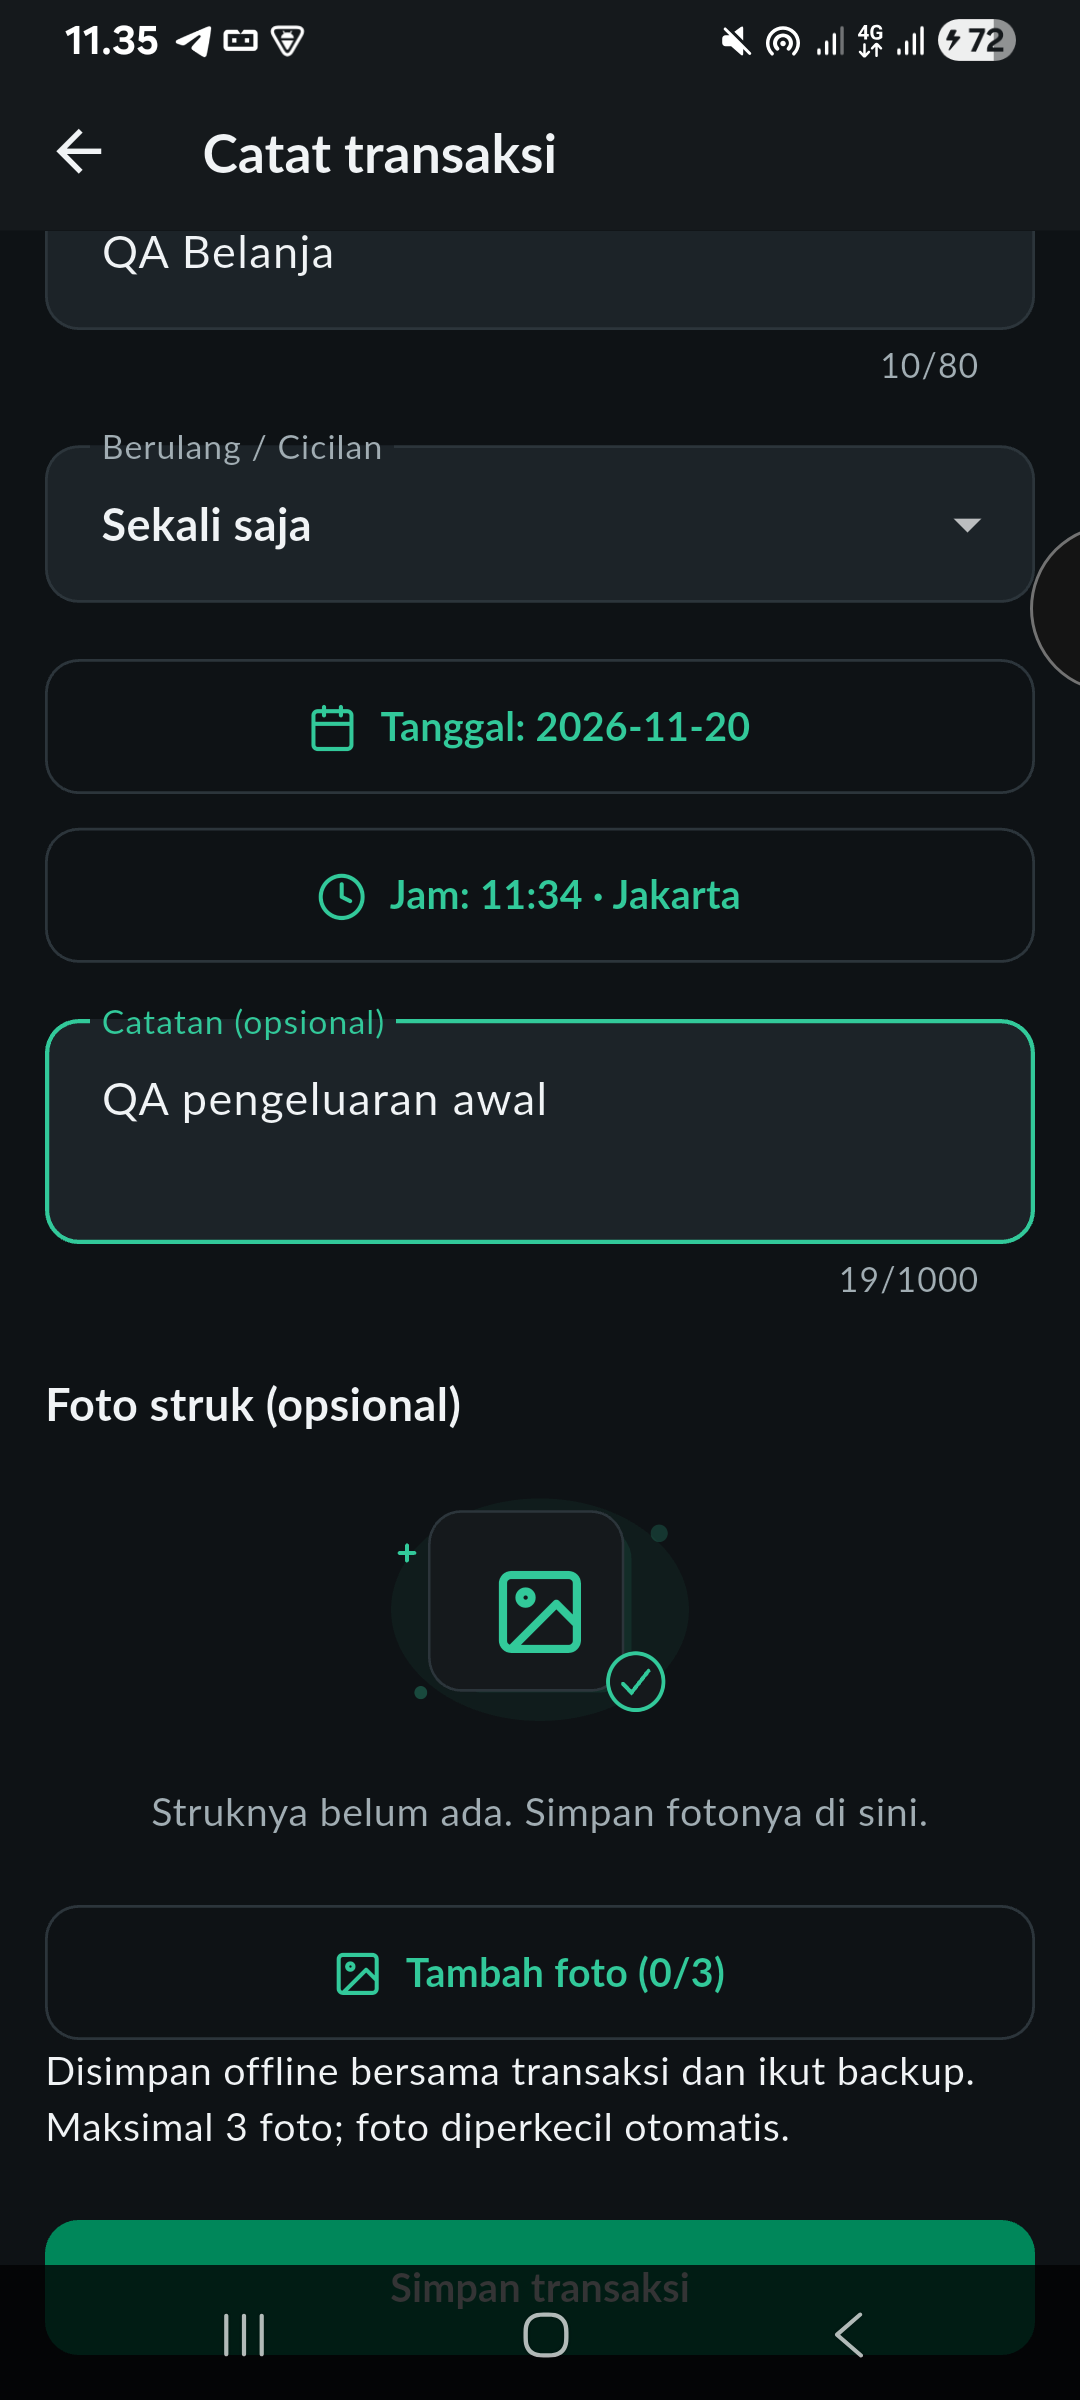 11.35
4G
72
Catat transaksi
QA Belanja
10/80
Berulang / Cicilan
Sekali saja
Tanggal: 2026-11-20
Jam: 11:34 · Jakarta
Catatan (opsional)
QA pengeluaran awal
19/1000
Foto struk (opsional)
Struknya belum ada. Simpan fotonya di sini.
Tambah foto (0/3)
Disimpan offline bersama transaksi dan ikut backup.
Maksimal 3 foto; foto diperkecil otomatis.
Simpan transaksi